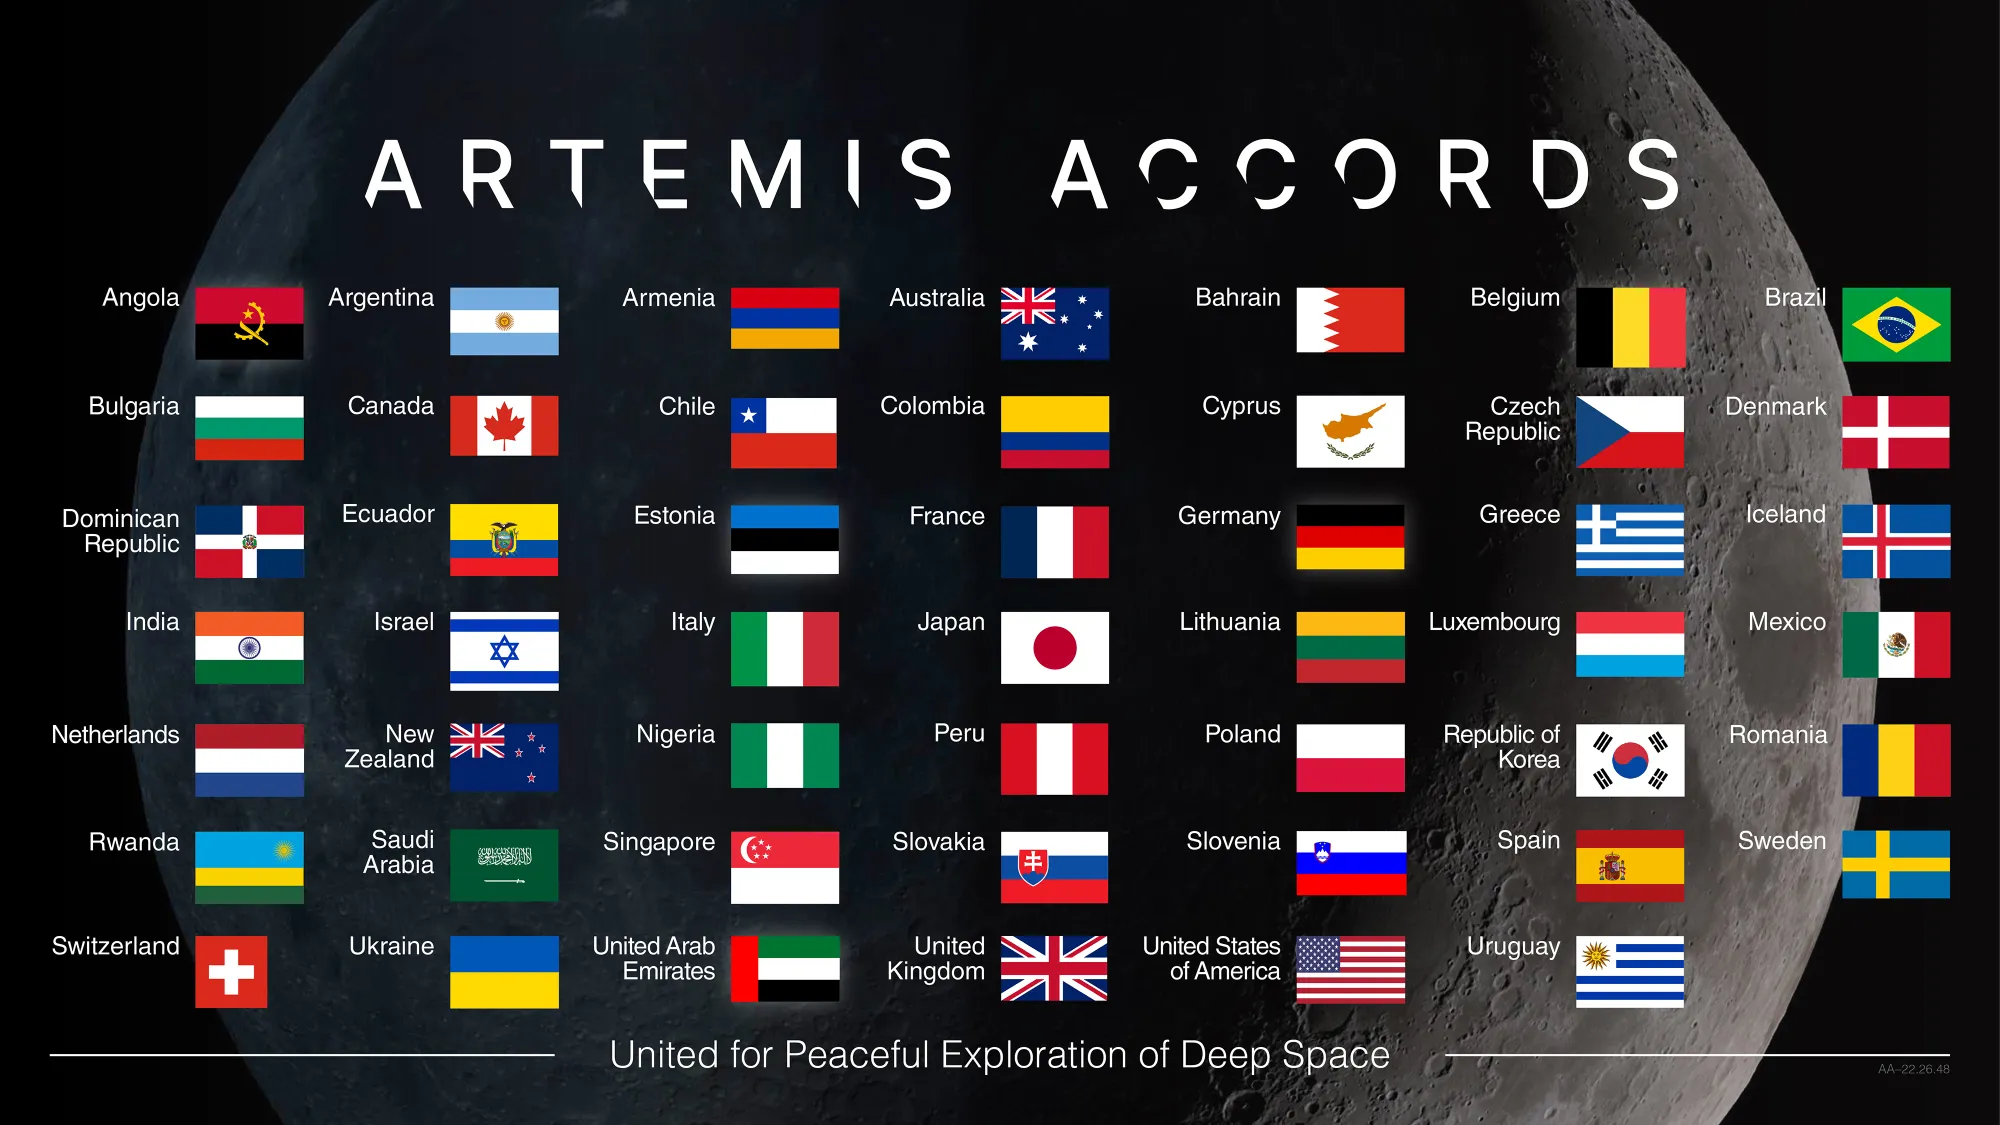 ARTEMIS ACCORDS
Angola
Argentina
Armenia
Australia
Bahrain
Belgium
Brazil
Bulgaria
Canada
Chile
Colombia
Cyprus
Czech
Republic
Denmark
Dominican
Republic
Ecuador
Estonia
France
Germany
Greece
Iceland
India
Israel
Italy
Japan
Lithuania
Luxembourg
Mexico
Netherlands
New
Zealand
Nigeria
Peru
Poland
Republic of
Korea
Romania
Rwanda
Saudi
Arabia
Singapore
Slovakia
Slovenia
Spain
Sweden
Switzerland
Ukraine
United Arab
Emirates
United
Kingdom
United States
of America
Uruguay
United for Peaceful Exploration of Deep Space
AA–22.26.48